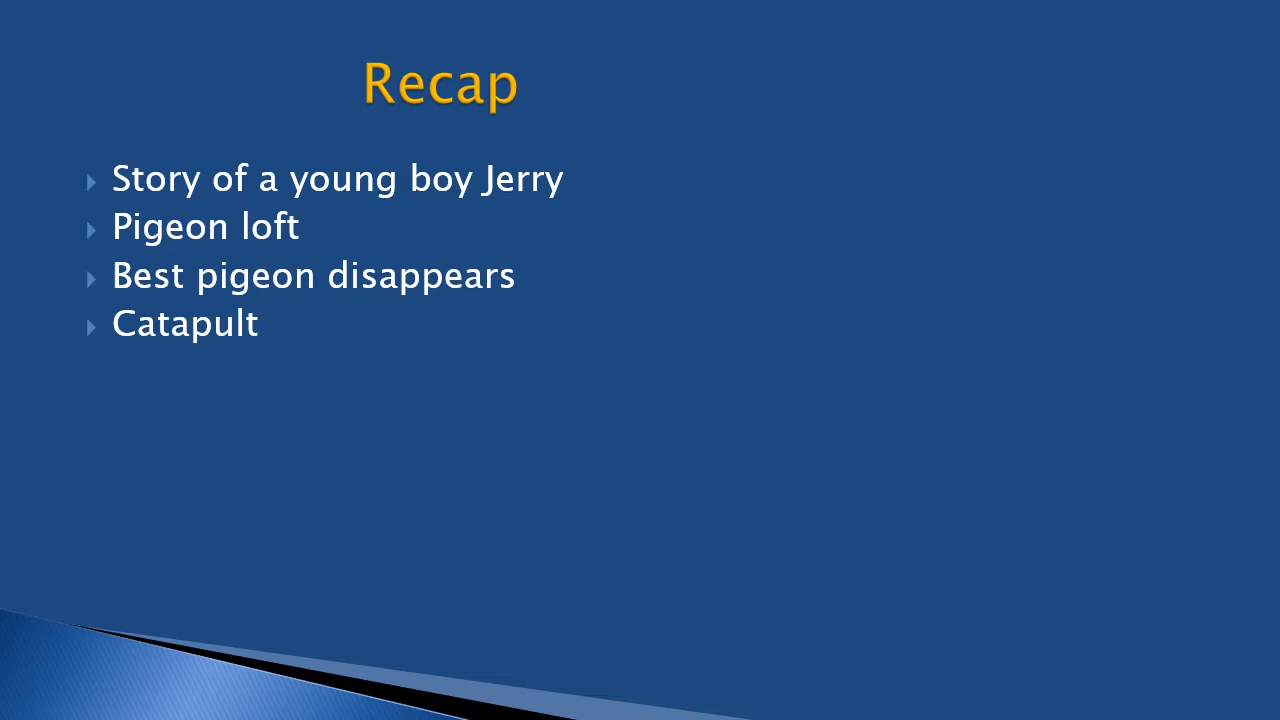 Recap
Story of a young boy Jerry
Pigeon loft
Best pigeon disappears
Catapult